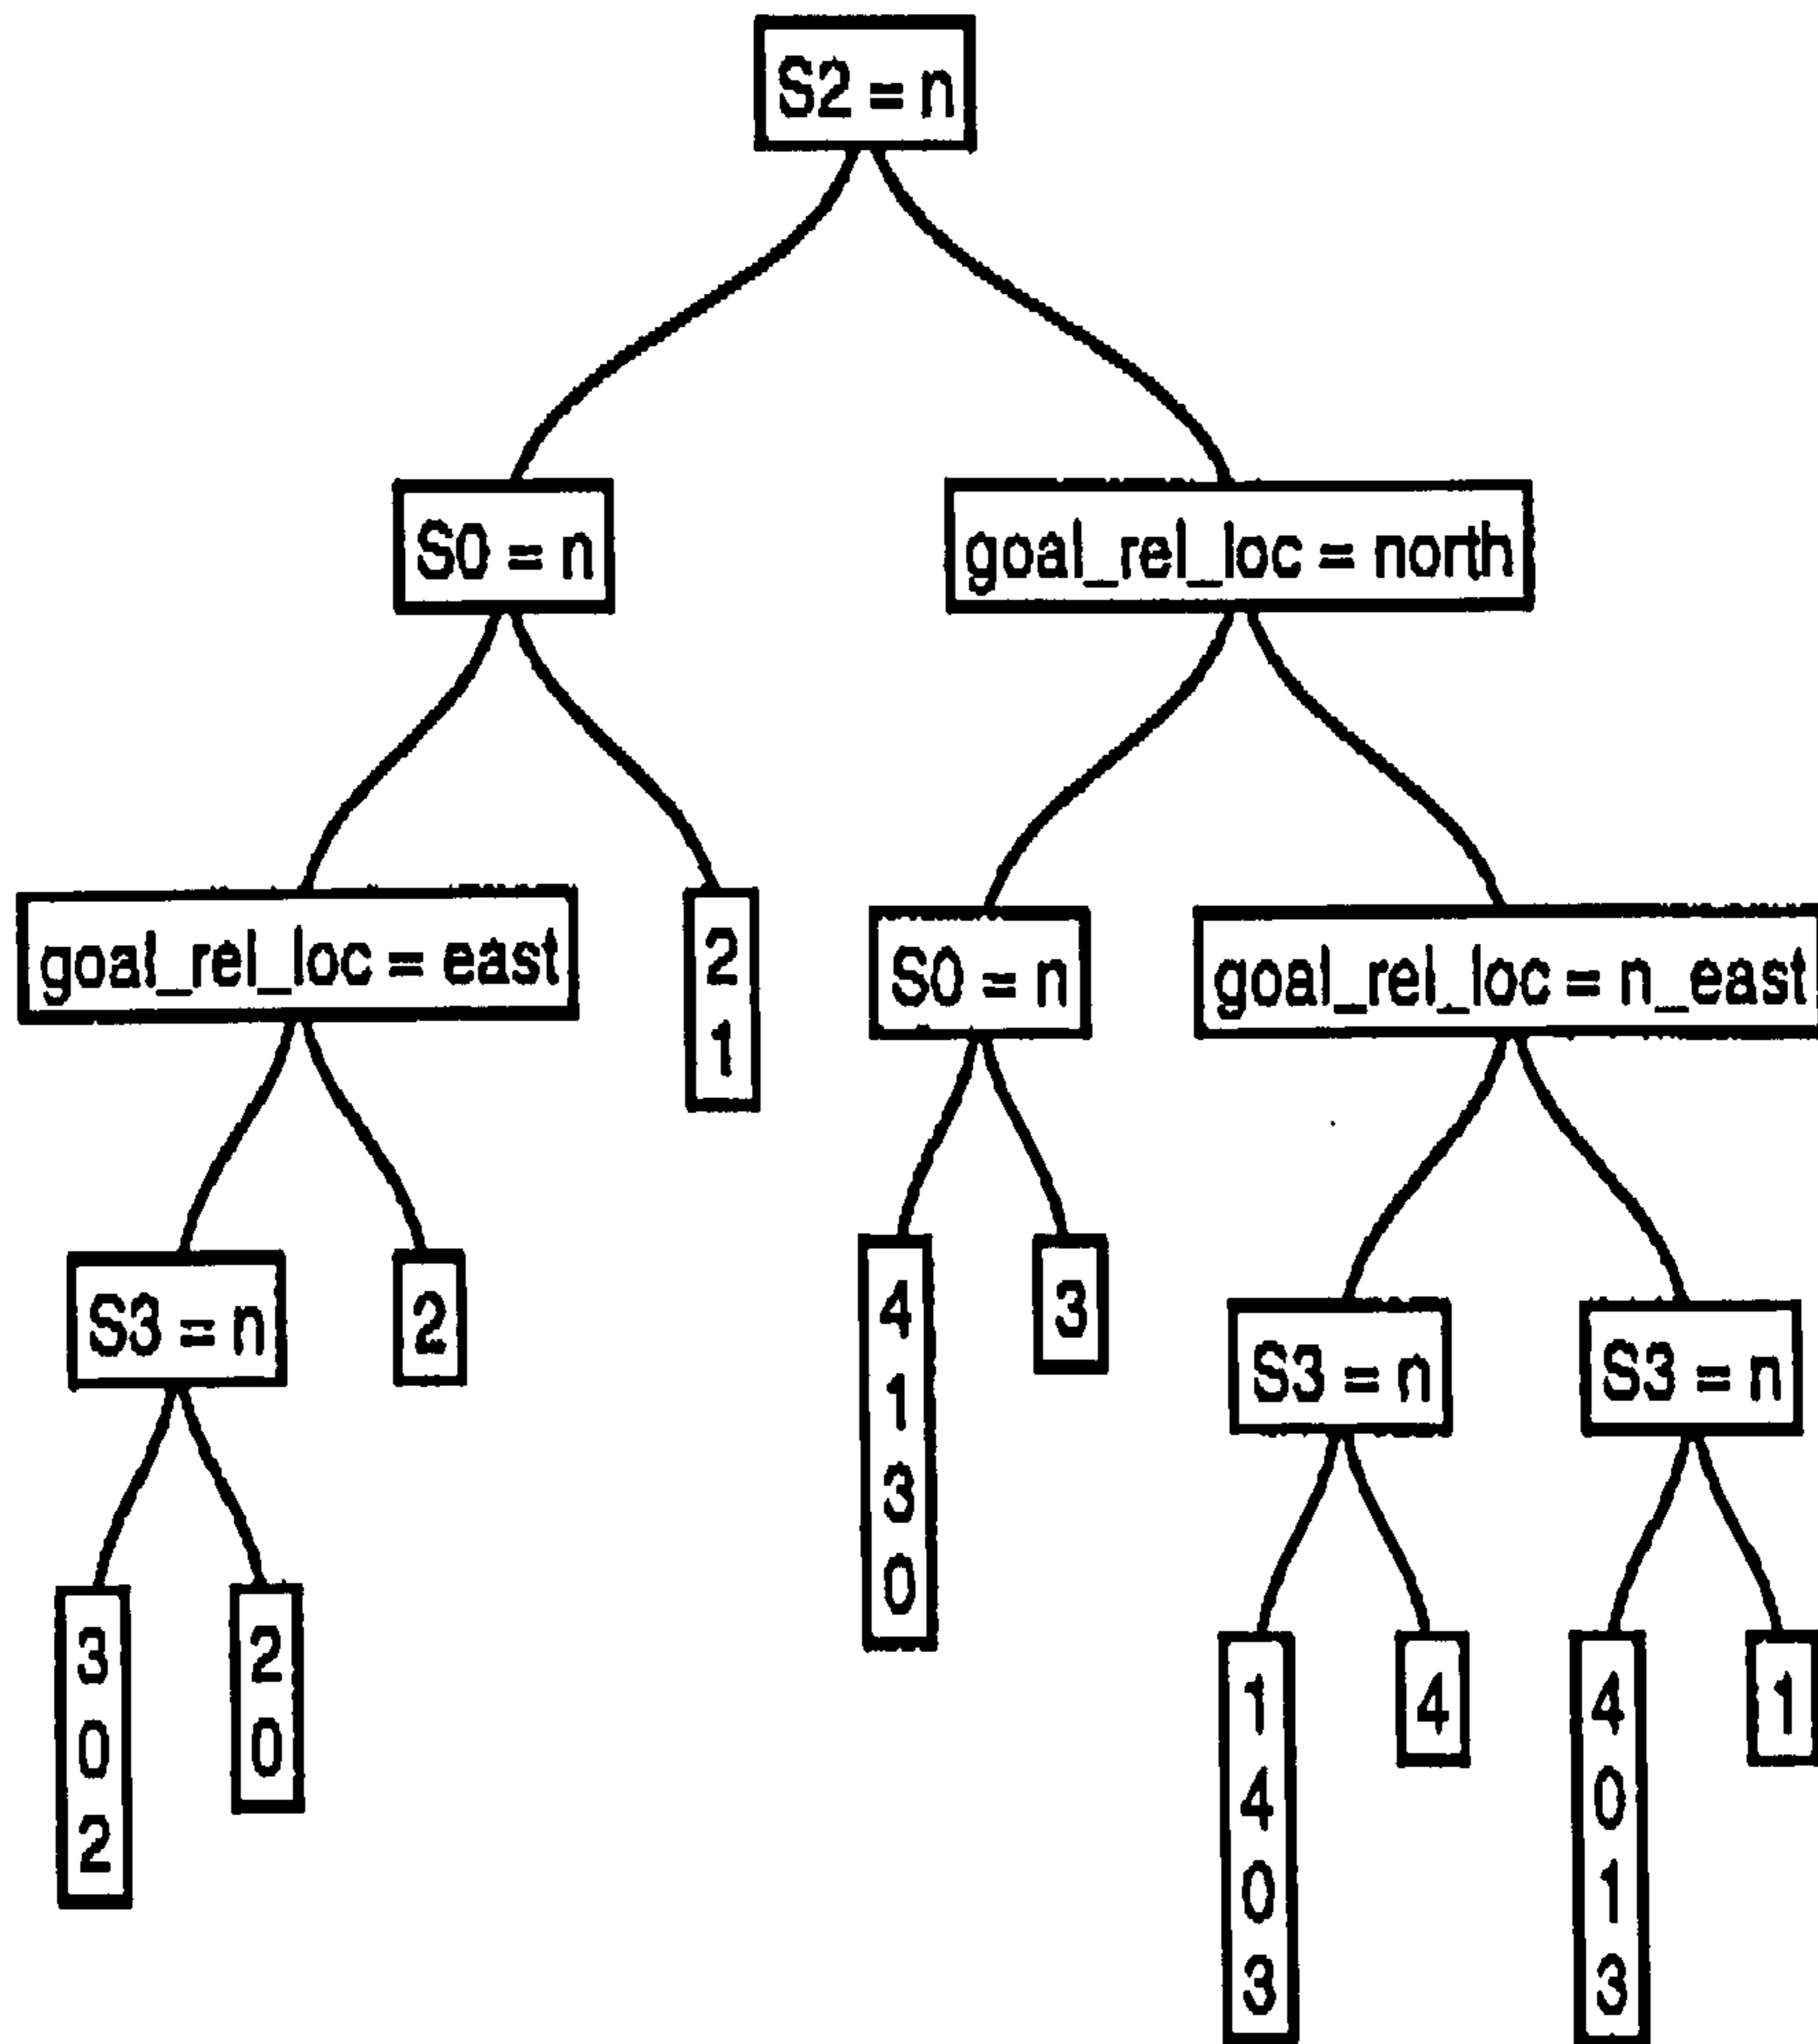 S2 = n
S0 = n
goal_rel_loc = north
goal_rel_loc = east
2
1
S0 = n
goal_rel_loc = n_east
S3 = n
2
4
1
3
0
3
S3 = n
S3 = n
3
0
2
2
0
1
4
0
3
4
4
0
1
3
1